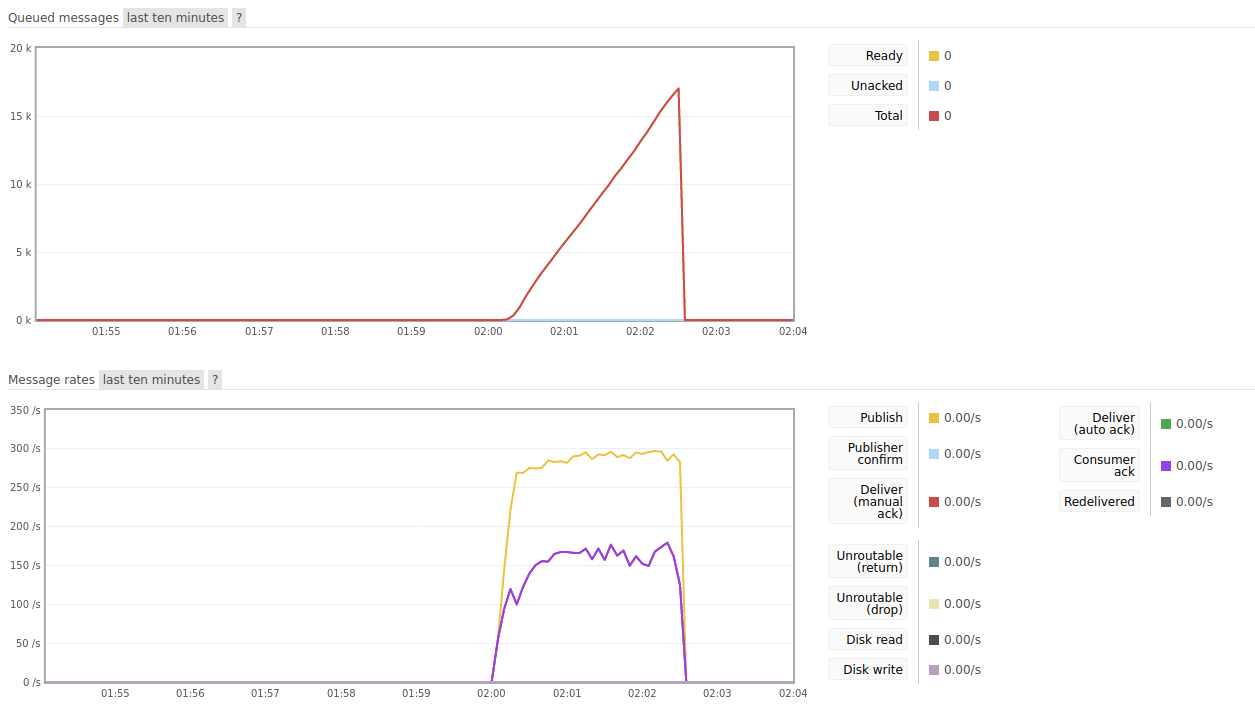 Queued messages last ten minutes ?
20 k
15 k
10 k
5 k
0 k
01:55 01:56 01:57 01:58 01:59 02:00 02:01 02:02 02:03 02:04
Ready 0
Unacked 0
Total 0
Message rates last ten minutes ?
350 /s
300 /s
250 /s
200 /s
150 /s
100 /s
50 /s
0 /s
01:55 01:56 01:57 01:58 01:59 02:00 02:01 02:02 02:03 02:04
Publish 0.00/s
Publisher
confirm 0.00/s
Deliver
(manual
ack) 0.00/s
Unroutable
(return) 0.00/s
Unroutable
(drop) 0.00/s
Disk read 0.00/s
Disk write 0.00/s
Deliver
(auto ack) 0.00/s
Consumer
ack 0.00/s
Redelivered 0.00/s